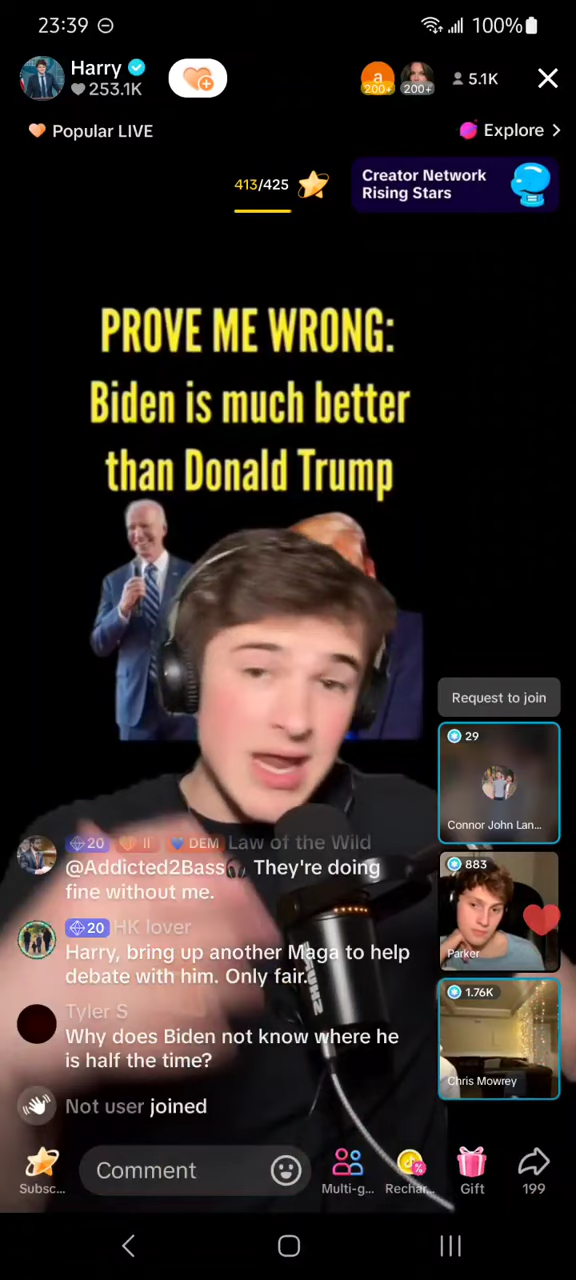 23:39
100%
Harry
253.1K
a
200+
200+
5.1K
Popular LIVE
Explore
413/425
Creator Network
Rising Stars
PROVE ME WRONG:
Biden is much better
than Donald Trump
Request to join
29
Connor John Lan...
20 II DEM Law of the Wild
@Addicted2Bass🎧 They're doing
fine without me.
883
Parker
20 HK lover
Harry, bring up another Maga to help
debate with him. Only fair.
1.76K
Chris Mowrey
Tyler S
Why does Biden not know where he
is half the time?
Not user joined
Subsc...
Comment
Multi-g...
Rechar...
Gift
199